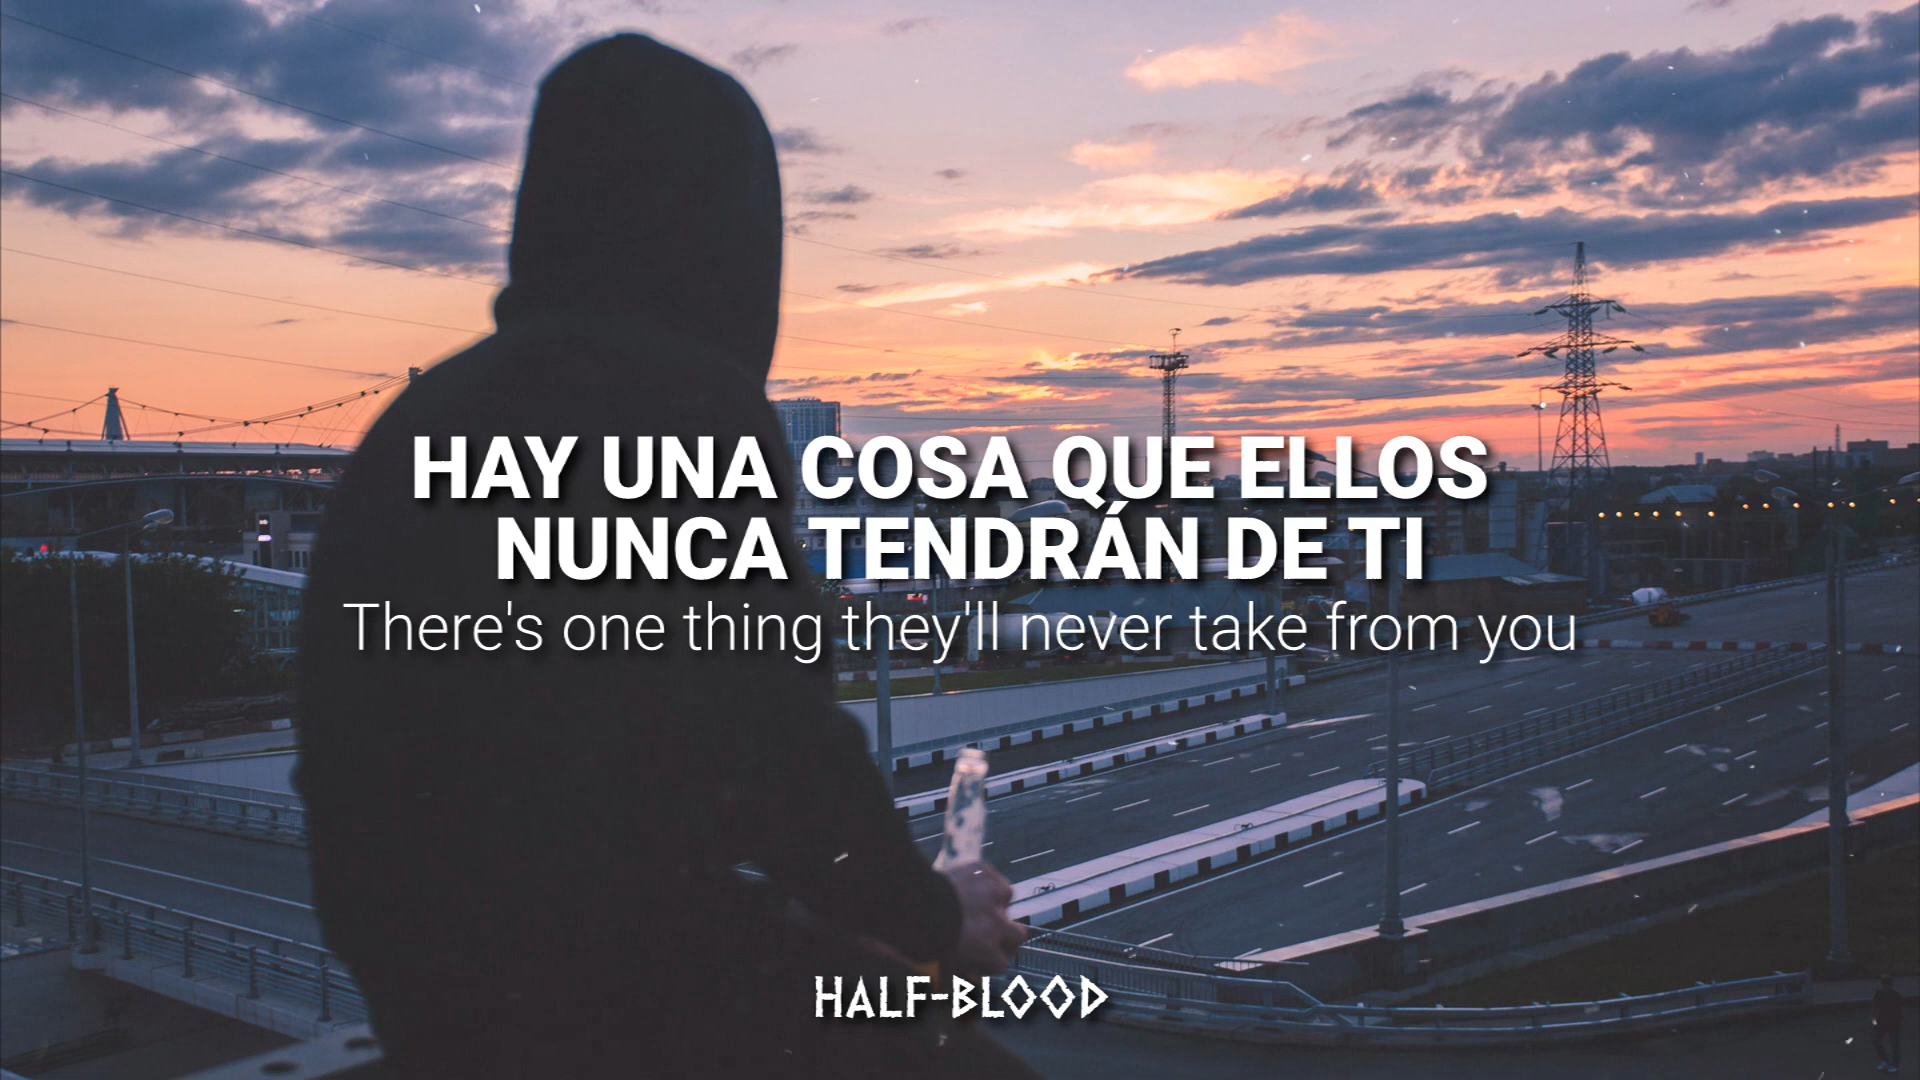 HAY UNA COSA QUE ELLOS
NUNCA TENDRÁN DE TI
There's one thing they'll never take from you
HALF-BLOOD